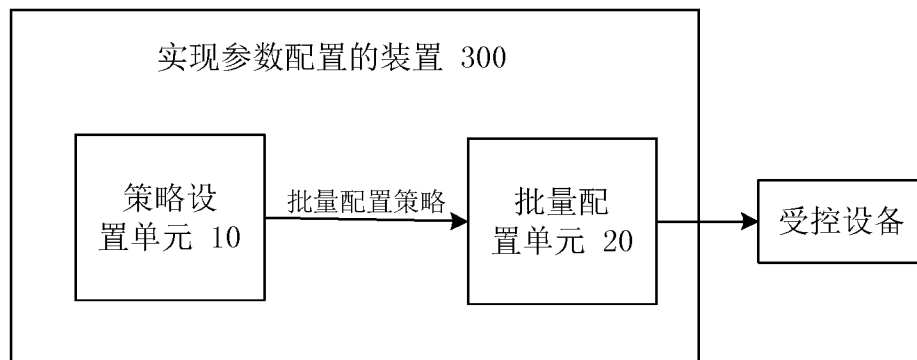 实现参数配置的装置 300
策略设
置单元 10
批量配置策略
批量配
置单元 20
受控设备